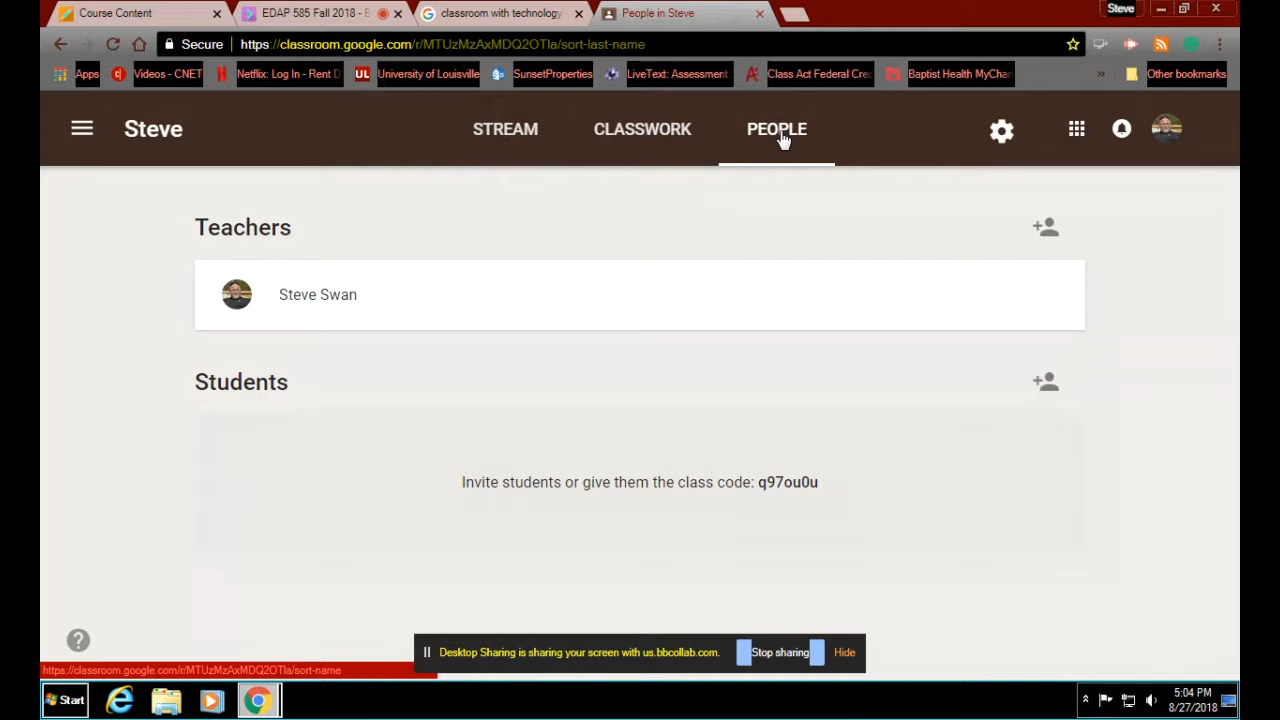 Course Content
EDAP 585 Fall 2018 -
classroom with technology
People in Steve
Steve
Secure
https://classroom.google.com/r/MTUzMzAxMDQ2OTIa/sort-last-name
Apps
Videos - CNET
Netflix: Log In - Rent D
UL
University of Louisville
SunsetProperties
LiveText: Assessment
Class Act Federal Cre
Baptist Health MyChar
»
Other bookmarks
Steve
STREAM
CLASSWORK
PEOPLE
Teachers
Steve Swan
Students
Invite students or give them the class code: q97ou0u
Desktop Sharing is sharing your screen with us.bbcollab.com.
Stop sharing
Hide
https://classroom.google.com/r/MTUzMzAxMDQ2OTIa/sort-name
Start
5:04 PM
8/27/2018